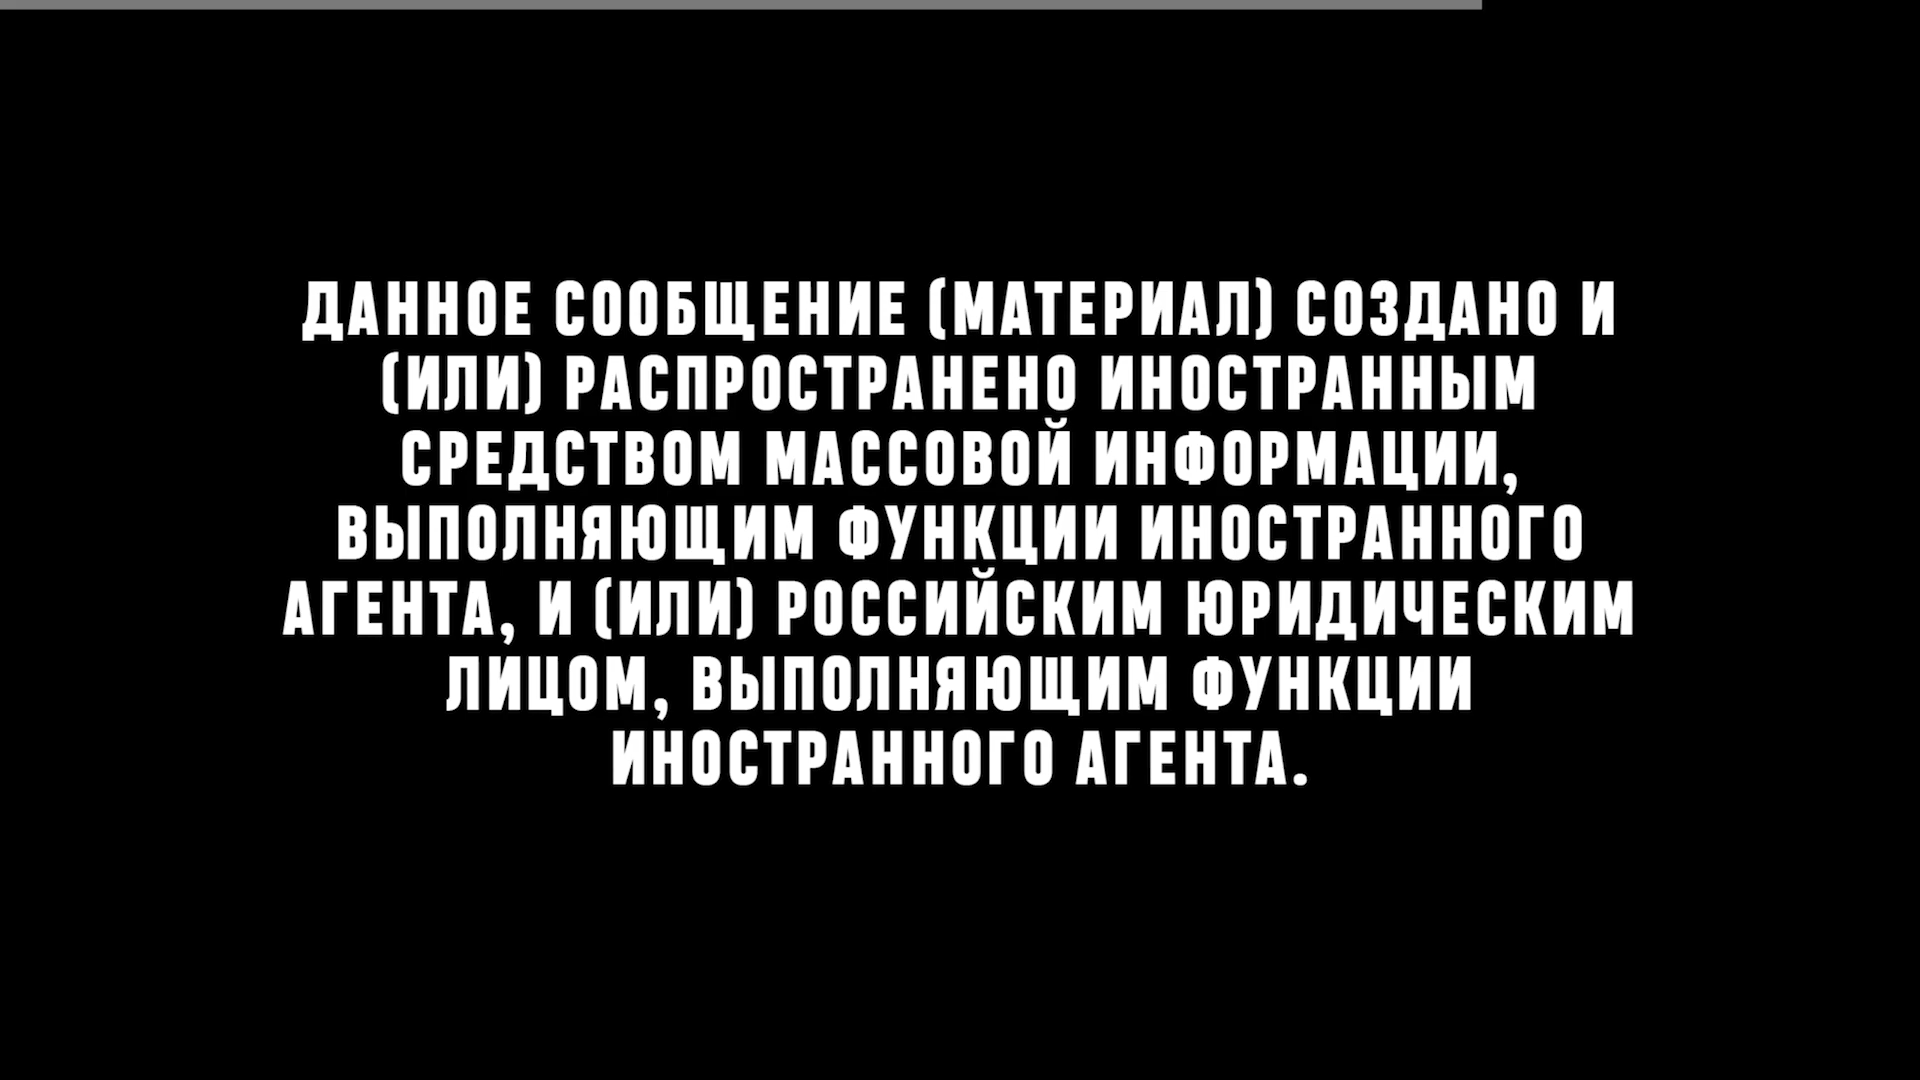 ДАННОЕ СООБЩЕНИЕ (МАТЕРИАЛ) СОЗДАНО И
(ИЛИ) РАСПРОСТРАНЕНО ИНОСТРАННЫМ
СРЕДСТВОМ МАССОВОЙ ИНФОРМАЦИИ,
ВЫПОЛНЯЮЩИМ ФУНКЦИИ ИНОСТРАННОГО
АГЕНТА, И (ИЛИ) РОССИЙСКИМ ЮРИДИЧЕСКИМ
ЛИЦОМ, ВЫПОЛНЯЮЩИМ ФУНКЦИИ
ИНОСТРАННОГО АГЕНТА.